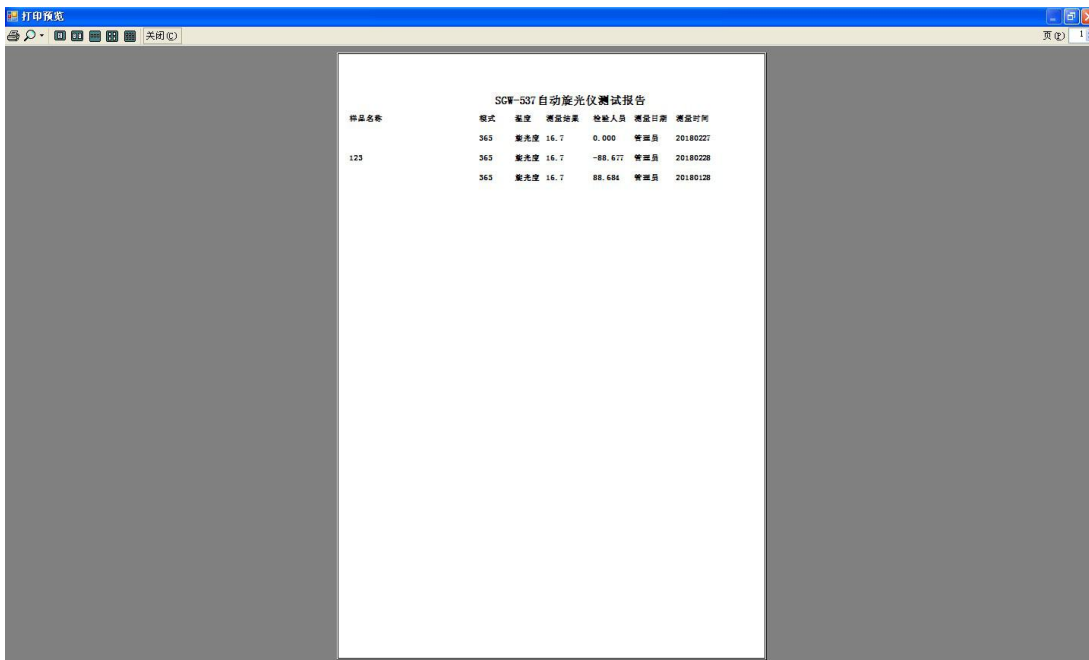 打印预览
关闭(C) 页(P) 1
SGW-537自动旋光仪测试报告
样品名称 模式 温度 测量结果 检验人员 测量日期 测量时间
365 旋光度 16.7 0.000 管理员 20180227
123 365 旋光度 16.7 -88.677 管理员 20180228
365 旋光度 16.7 88.684 管理员 20180128